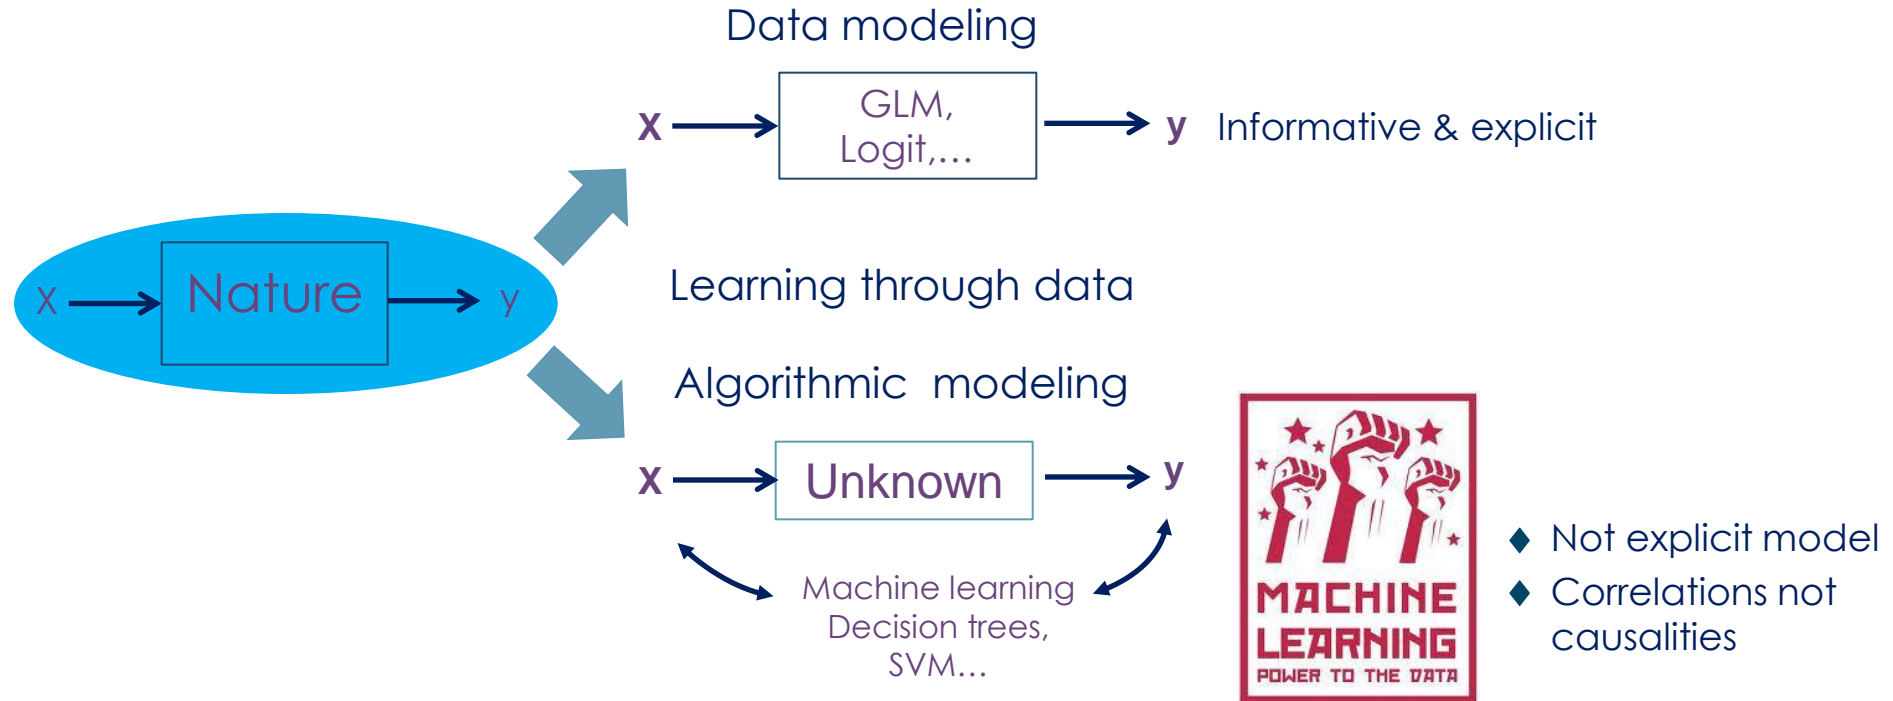 Data modeling
X
GLM,
Logit,...
y
Informative & explicit
X
Nature
y
Learning through data
Algorithmic modeling
X
Unknown
y
Machine learning
Decision trees,
SVM...
MACHINE
LEARNING
POWER TO THE DATA
Not explicit model
Correlations not
causalities